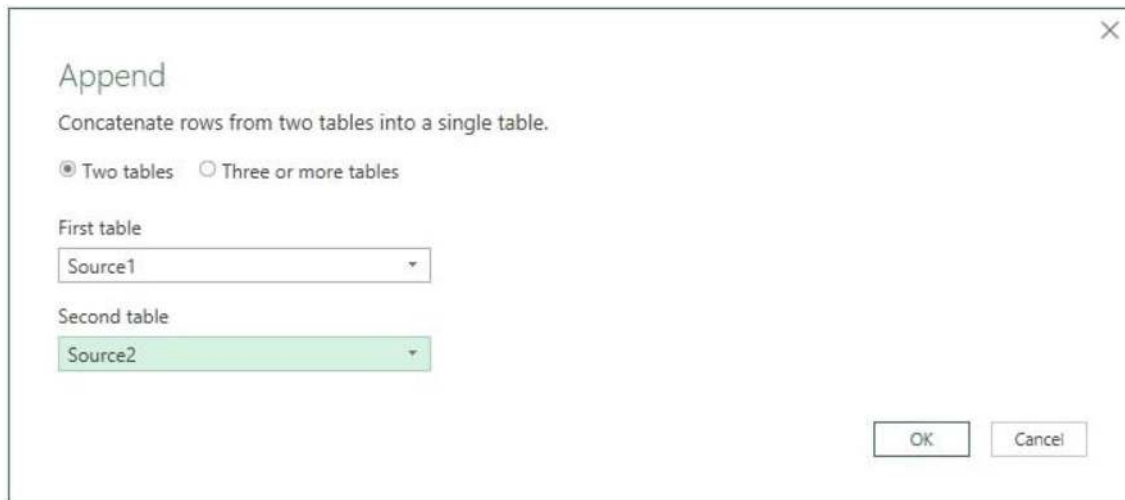 Append
Concatenate rows from two tables into a single table.
Two tables Three or more tables
First table
Source1
Second table
Source2
OK Cancel